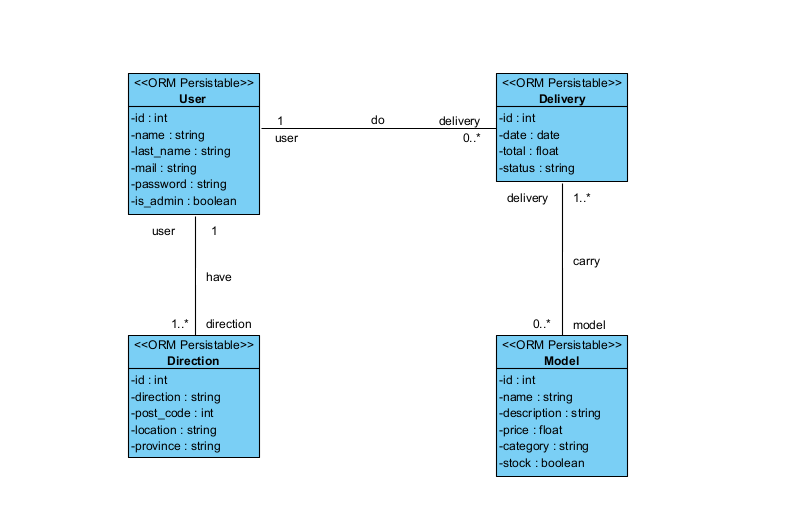 <<ORM Persistable>>
User
-id : int
-name : string
-last_name : string
-mail : string
-password : string
-is_admin : boolean
1
user
do
delivery
0..*
<<ORM Persistable>>
Delivery
-id : int
-date : date
-total : float
-status : string
user
1
have
1..*
direction
delivery
1..*
carry
0..*
model
<<ORM Persistable>>
Direction
-id : int
-direction : string
-post_code : int
-location : string
-province : string
<<ORM Persistable>>
Model
-id : int
-name : string
-description : string
-price : float
-category : string
-stock : boolean